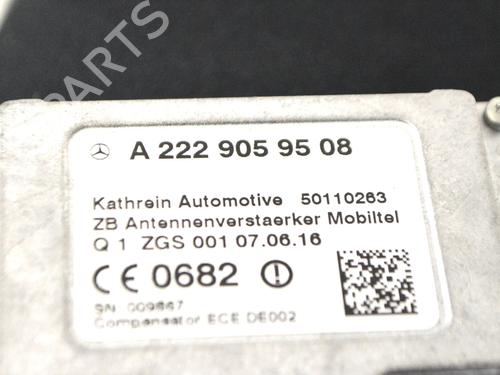 PARTS
A 222 905 95 08
Kathrein Automotive 50110263
ZB Antennenverstaerker Mobiltel
Q 1 ZGS 001 07.06.16
CE 0682
SN
Compensator ECE DE002